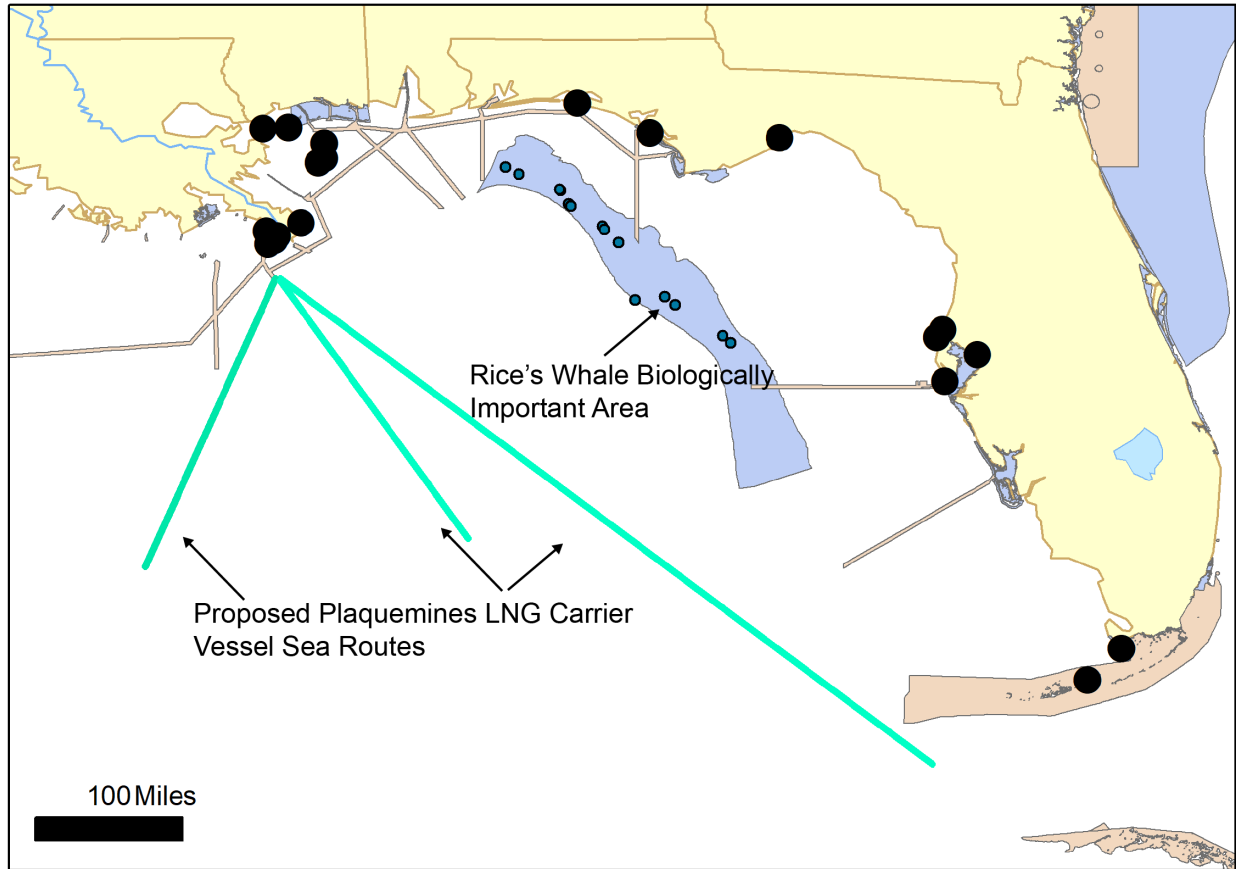 Rice's Whale Biologically
Important Area
Proposed Plaquemines LNG Carrier
Vessel Sea Routes
100 Miles